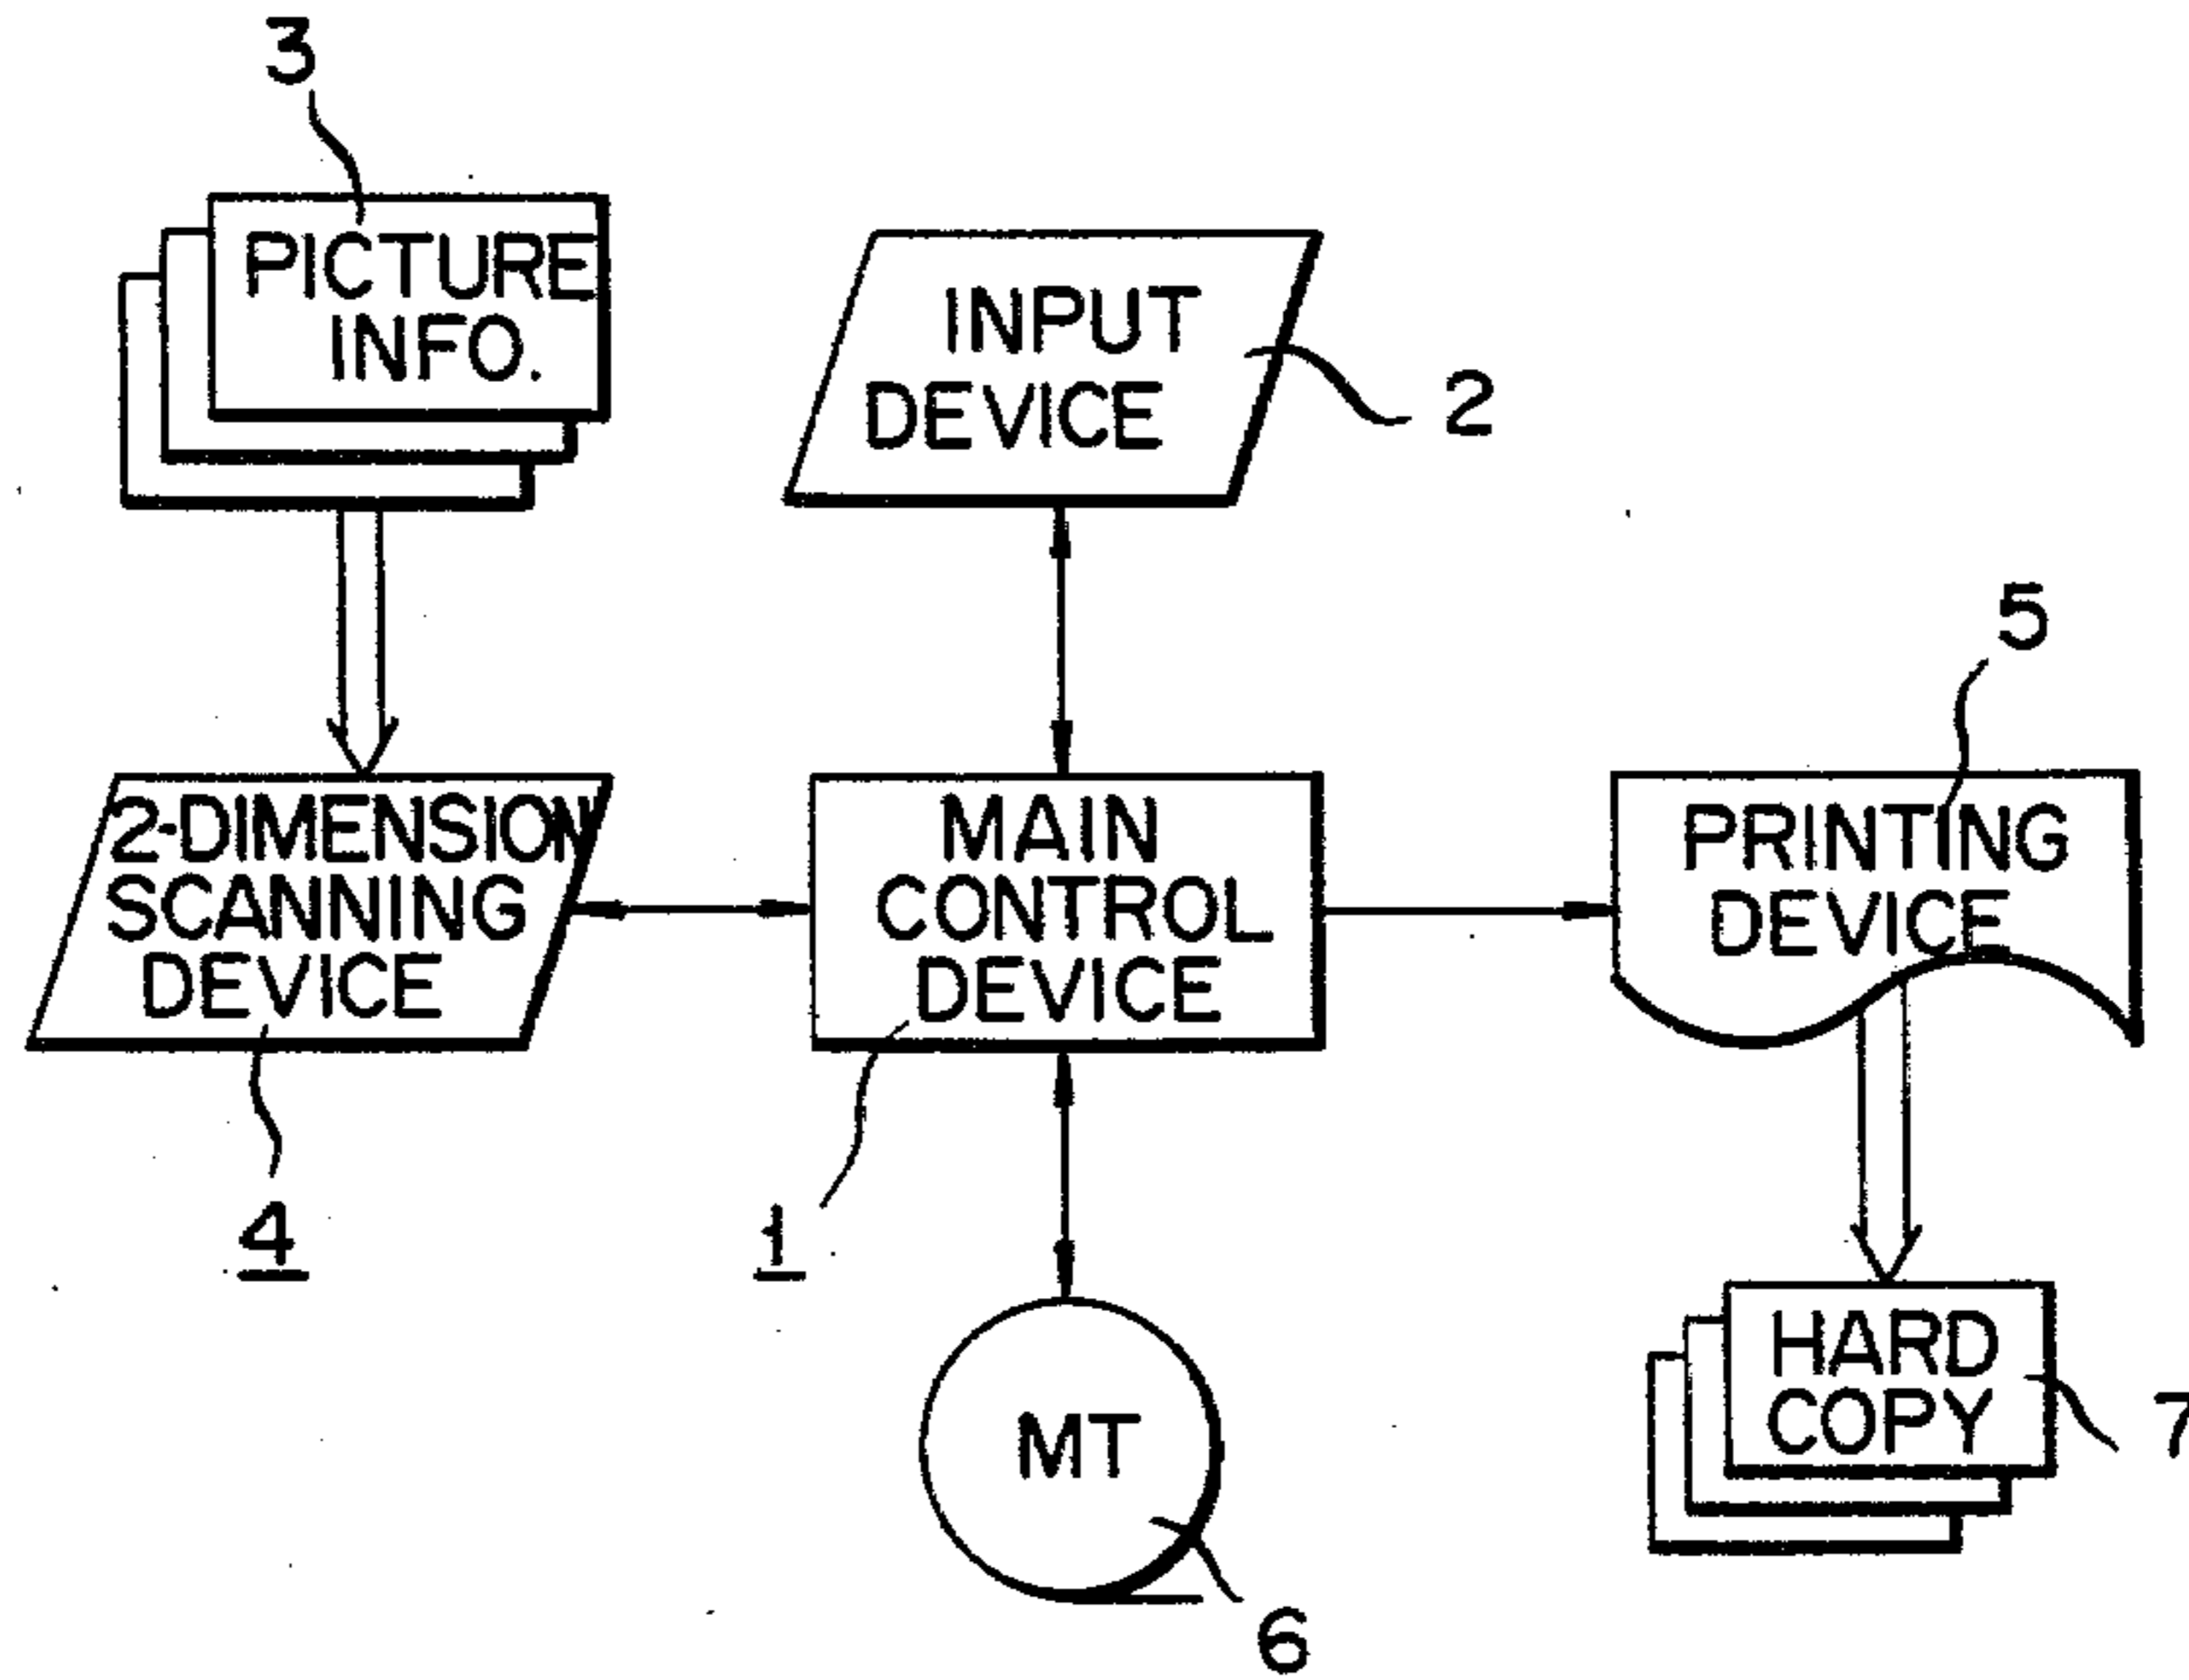 3
PICTURE
INFO.
INPUT
DEVICE
2
5
2-DIMENSION
SCANNING
DEVICE
MAIN
CONTROL
DEVICE
PRINTING
DEVICE
4
1
MT
HARD
COPY
7
6